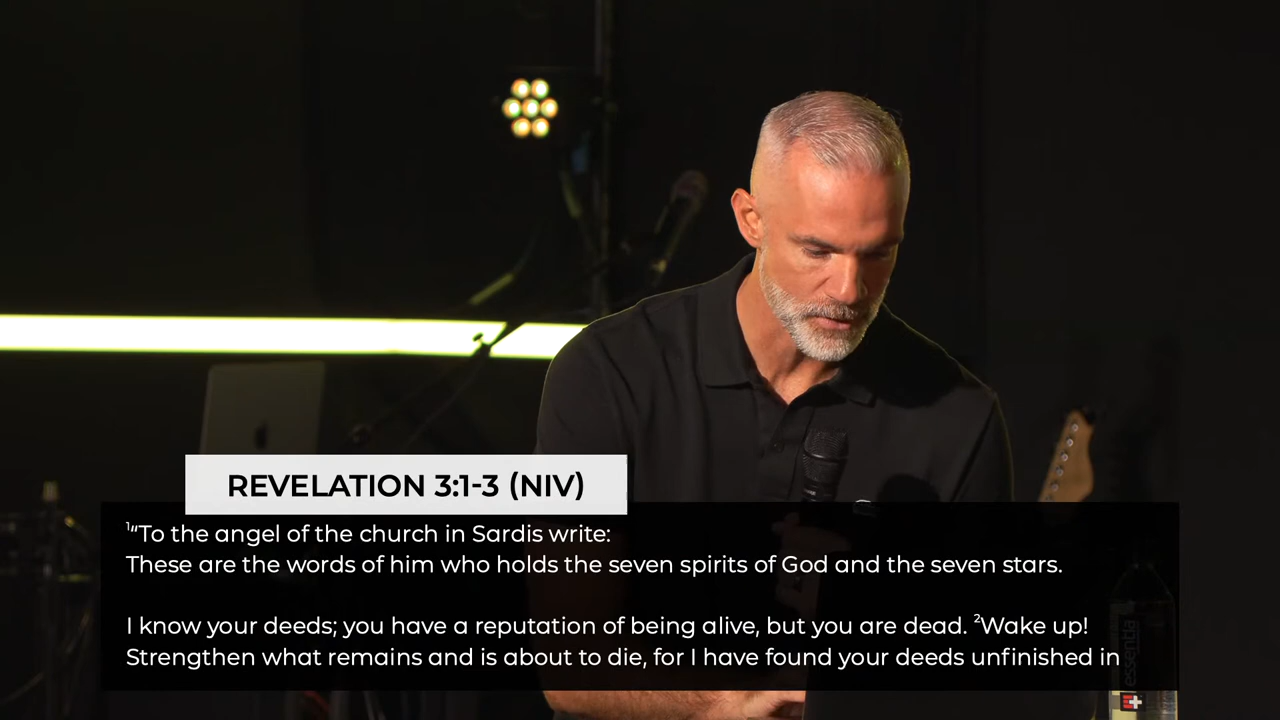 REVELATION 3:1-3 (NIV)
¹"To the angel of the church in Sardis write:
These are the words of him who holds the seven spirits of God and the seven stars.
I know your deeds; you have a reputation of being alive, but you are dead. ²Wake up!
Strengthen what remains and is about to die, for I have found your deeds unfinished in
essentia